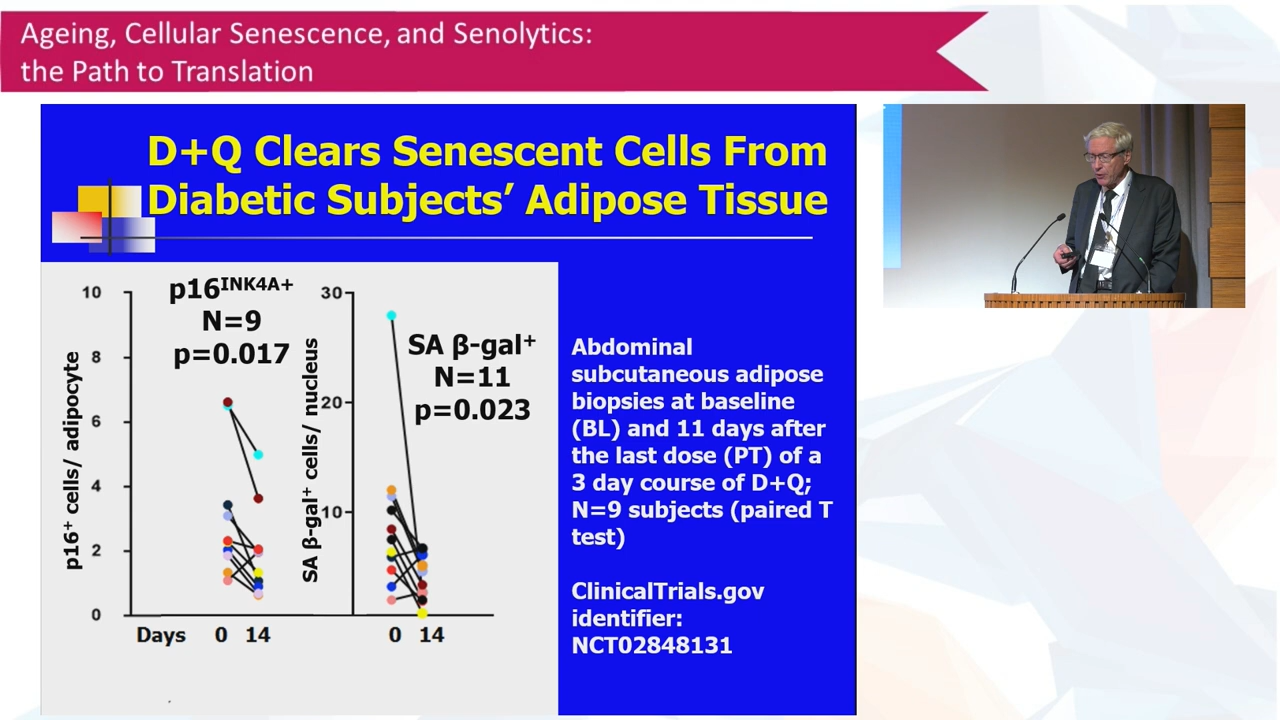 Ageing, Cellular Senescence, and Senolytics:
the Path to Translation
D+Q Clears Senescent Cells From
Diabetic Subjects’ Adipose Tissue
p16⁺ cells/ adipocyte
10
8
6
4
2
0
p16ᴵᴺᴷ⁴ᴬ⁺
N=9
p=0.017
Days 0 14
SA β-gal⁺ cells/ nucleus
30
20
10
SA β-gal⁺
N=11
p=0.023
0 14
Abdominal
subcutaneous adipose
biopsies at baseline
(BL) and 11 days after
the last dose (PT) of a
3 day course of D+Q;
N=9 subjects (paired T
test)
ClinicalTrials.gov
identifier:
NCT02848131